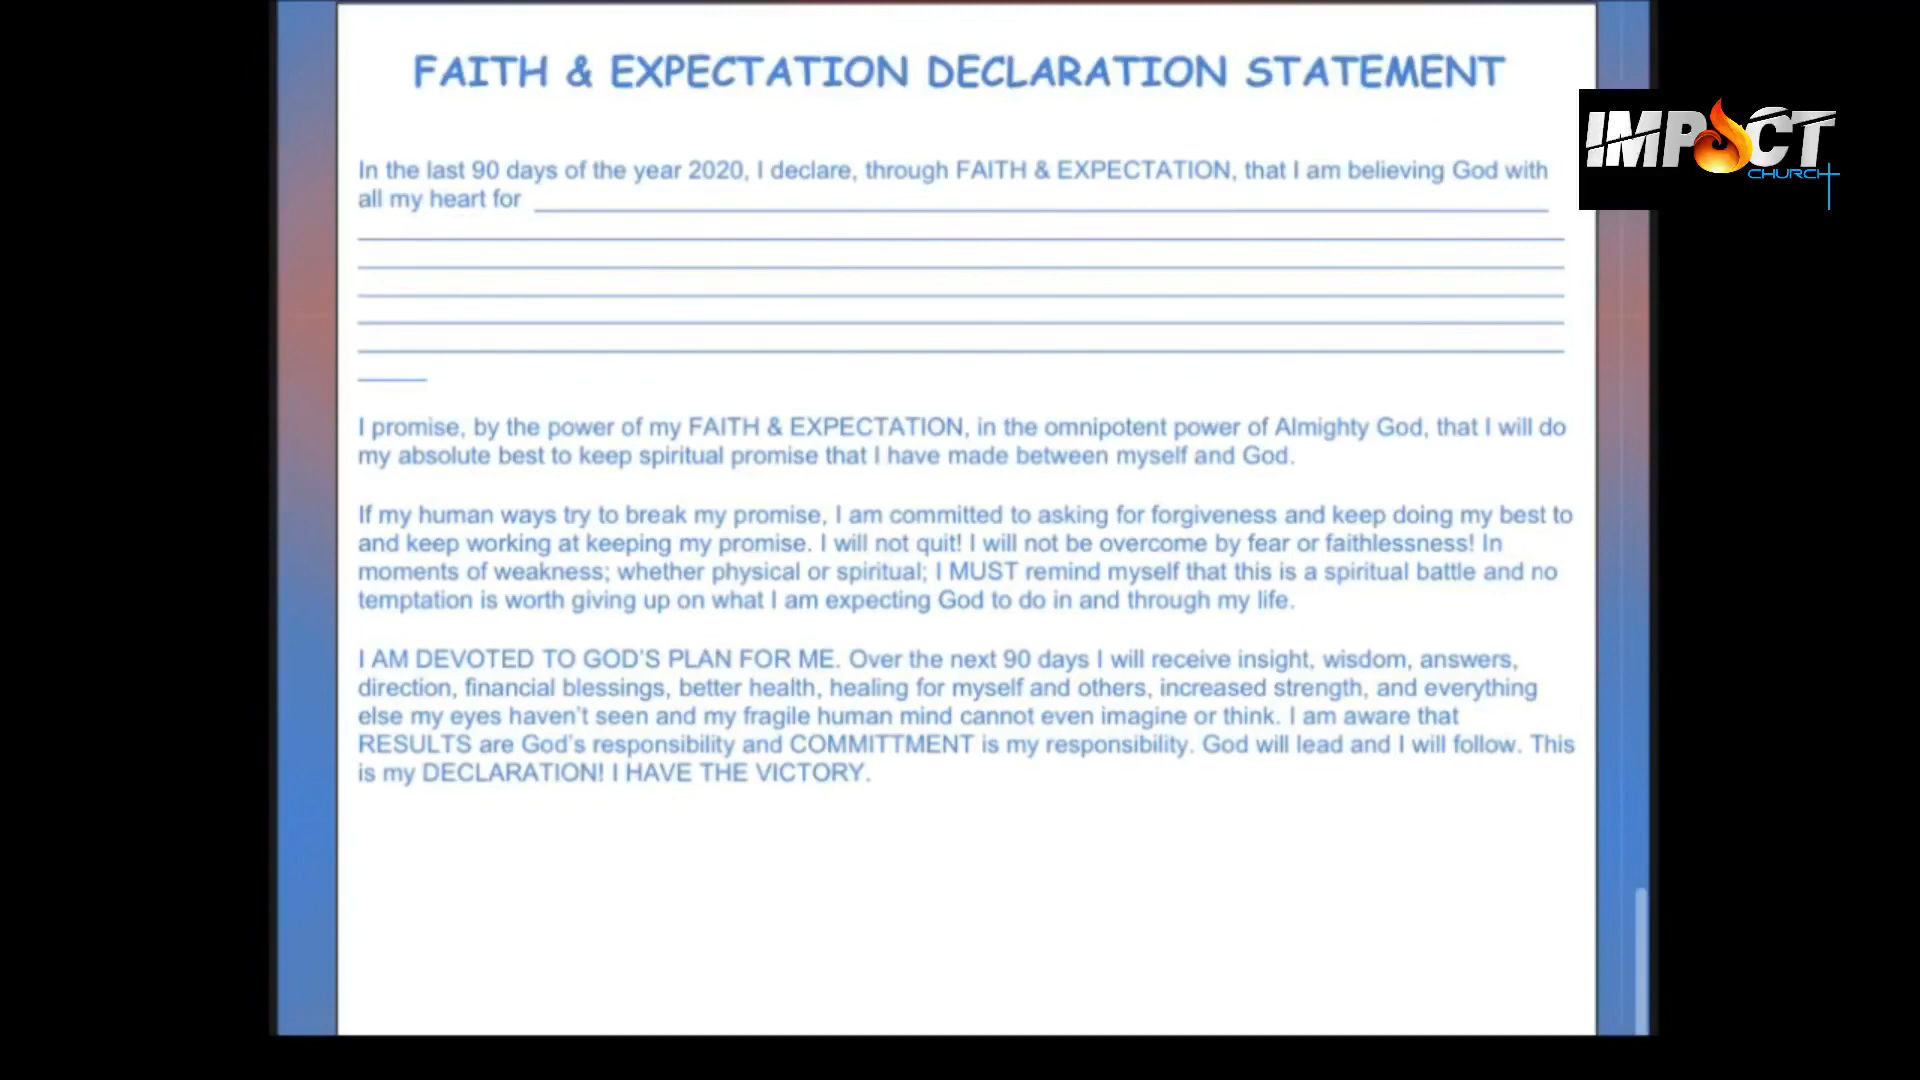 FAITH & EXPECTATION DECLARATION STATEMENT
IMPACT
CHURCH
In the last 90 days of the year 2020, I declare, through FAITH & EXPECTATION, that I am believing God with
all my heart for
I promise, by the power of my FAITH & EXPECTATION, in the omnipotent power of Almighty God, that I will do
my absolute best to keep spiritual promise that I have made between myself and God.
If my human ways try to break my promise, I am committed to asking for forgiveness and keep doing my best to
and keep working at keeping my promise. I will not quit! I will not be overcome by fear or faithlessness! In
moments of weakness; whether physical or spiritual; I MUST remind myself that this is a spiritual battle and no
temptation is worth giving up on what I am expecting God to do in and through my life.
I AM DEVOTED TO GOD'S PLAN FOR ME. Over the next 90 days I will receive insight, wisdom, answers,
direction, financial blessings, better health, healing for myself and others, increased strength, and everything
else my eyes haven't seen and my fragile human mind cannot even imagine or think. I am aware that
RESULTS are God's responsibility and COMMITTMENT is my responsibility. God will lead and I will follow. This
is my DECLARATION! I HAVE THE VICTORY.